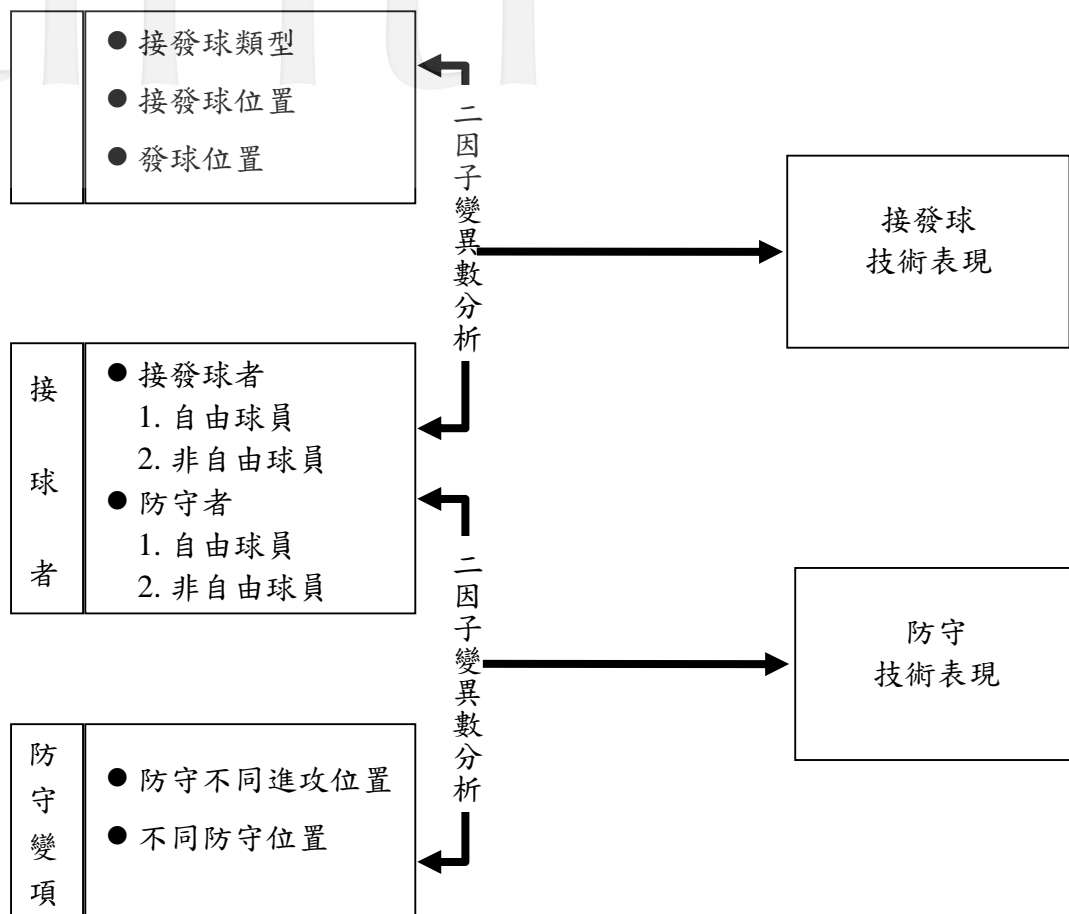 ● 接發球類型
● 接發球位置
● 發球位置
二因子變異數分析
接發球
技術表現
接球者
● 接發球者
1. 自由球員
2. 非自由球員
● 防守者
1. 自由球員
2. 非自由球員
二因子變異數分析
防守
技術表現
防守變項
● 防守不同進攻位置
● 不同防守位置